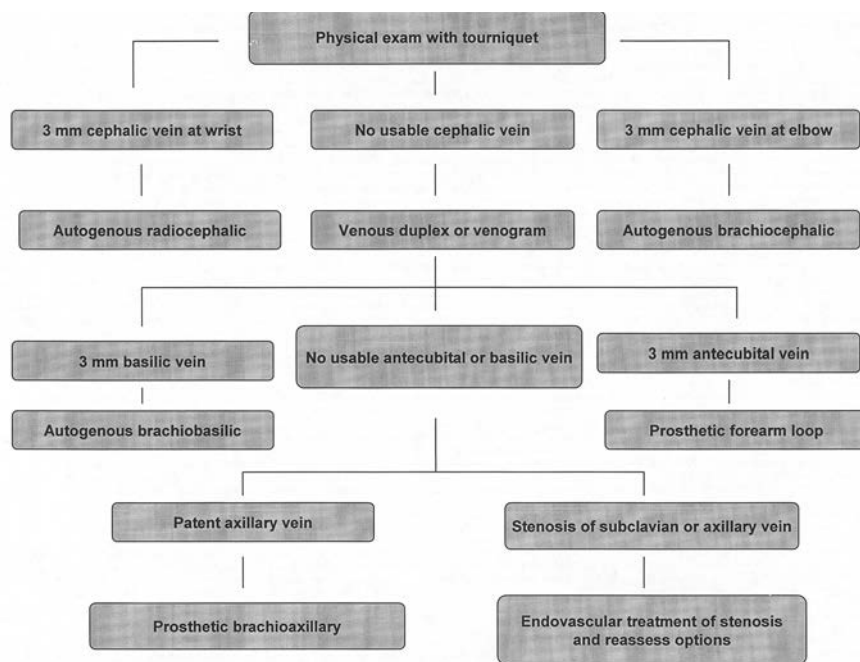 Physical exam with tourniquet
3 mm cephalic vein at wrist
No usable cephalic vein
3 mm cephalic vein at elbow
Autogenous radiocephalic
Venous duplex or venogram
Autogenous brachiocephalic
3 mm basilic vein
No usable antecubital or basilic vein
3 mm antecubital vein
Autogenous brachiobasilic
Prosthetic forearm loop
Patent axillary vein
Stenosis of subclavian or axillary vein
Prosthetic brachioaxillary
Endovascular treatment of stenosis
and reassess options